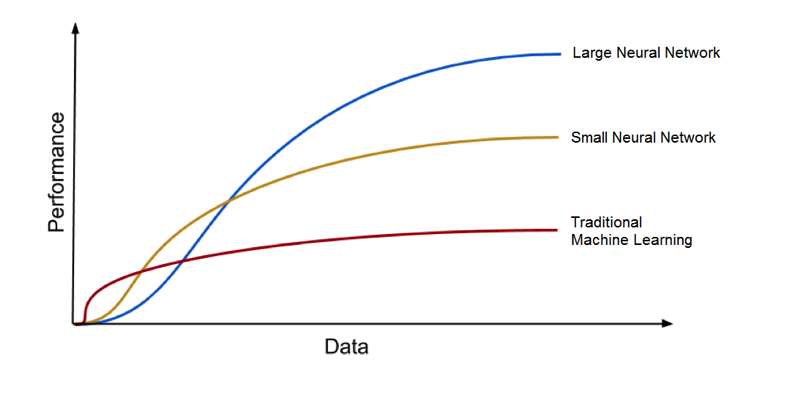 Large Neural Network
Performance
Small Neural Network
Traditional
Machine Learning
Data